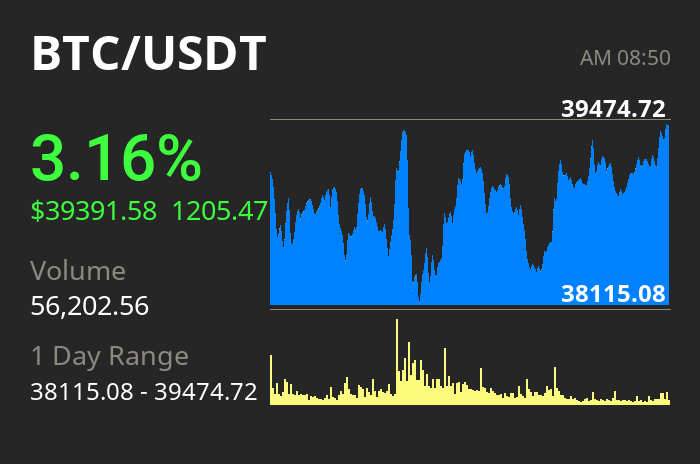 BTC/USDT
AM 08:50
39474.72
3.16%
$39391.58 1205.47
Volume
56,202.56
38115.08
1 Day Range
38115.08 - 39474.72